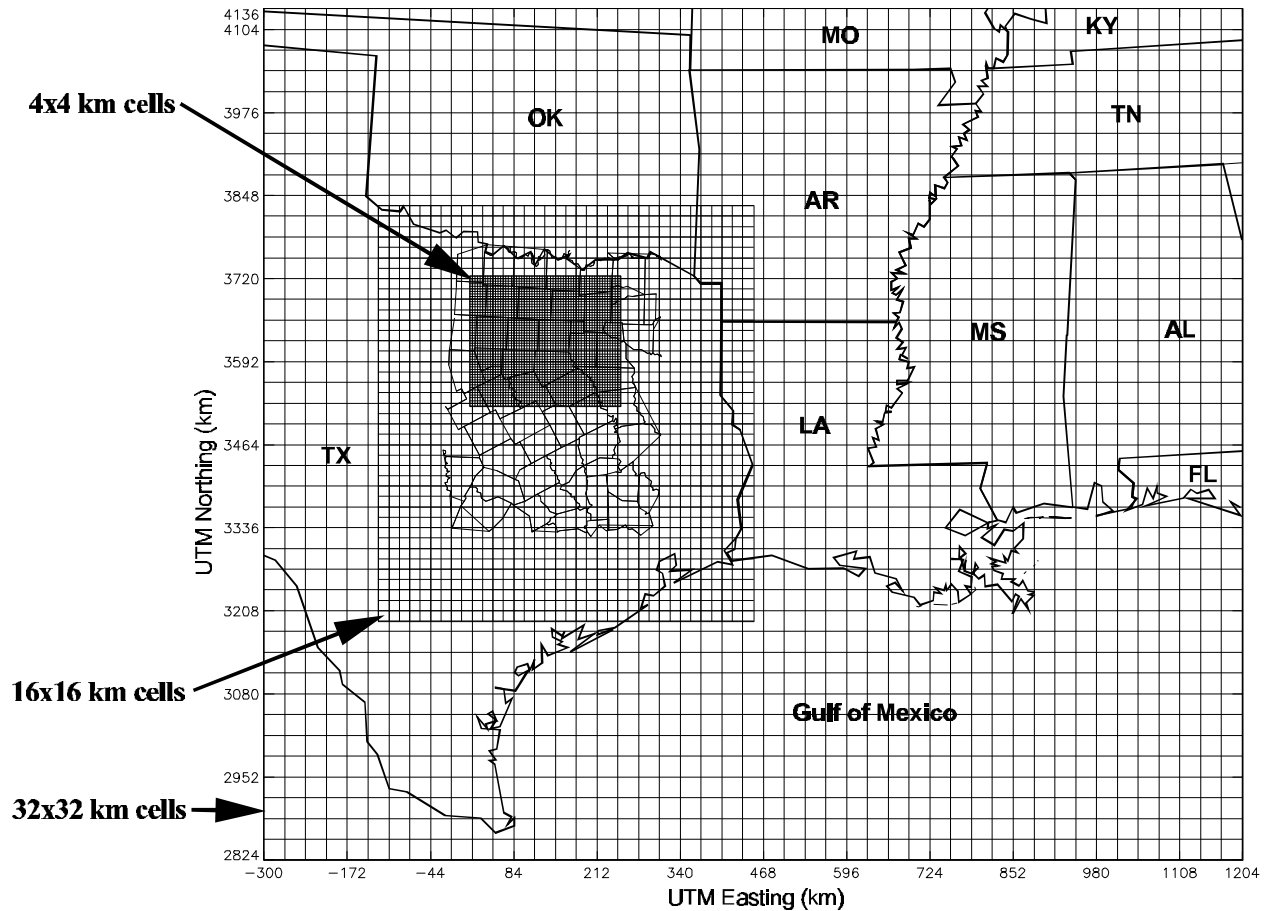 4136
4104
3976
3848
3720
3592
3464
3336
3208
3080
2952
2824
UTM Northing (km)
4x4 km cells
16x16 km cells
32x32 km cells
MO
KY
OK
TN
AR
MS
AL
LA
TX
FL
Gulf of Mexico
−300 −172 −44 84 212 340 468 596 724 852 980 1108 1204
UTM Easting (km)